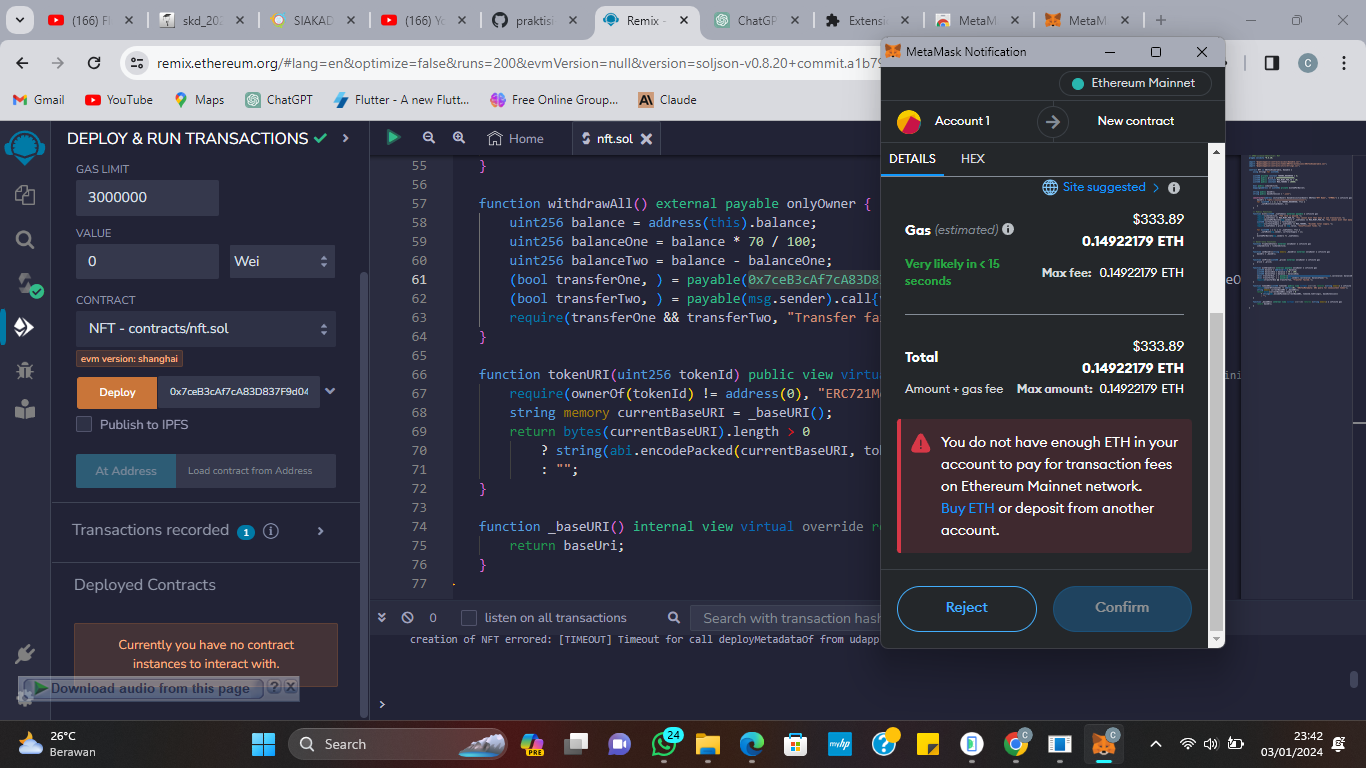 (166) Fl
skd_202
SIAKAD
(166) Yo
praktisi
Remix -
ChatGP
Extensi
MetaM
MetaM
remix.ethereum.org/#lang=en&optimize=false&runs=200&evmVersion=null&version=soljson-v0.8.20+commit.a1b79
C
Gmail
YouTube
Maps
ChatGPT
Flutter - A new Flutt...
Free Online Group...
Claude
DEPLOY & RUN TRANSACTIONS
GAS LIMIT
3000000
VALUE
0
Wei
CONTRACT
NFT - contracts/nft.sol
evm version: shanghai
Deploy
0x7ceB3cAf7cA83D837F9d04
Publish to IPFS
At Address
Load contract from Address
Transactions recorded 1
Deployed Contracts
Currently you have no contract
instances to interact with.
Download audio from this page ? X
Home
nft.sol
55 }
56
57 function withdrawAll() external payable onlyOwner {
58 uint256 balance = address(this).balance;
59 uint256 balanceOne = balance * 70 / 100;
60 uint256 balanceTwo = balance - balanceOne;
61 (bool transferOne, ) = payable(0x7ceB3cAf7cA83D8
62 (bool transferTwo, ) = payable(msg.sender).call{
63 require(transferOne && transferTwo, "Transfer fa
64 }
65
66 function tokenURI(uint256 tokenId) public view virtua
67 require(ownerOf(tokenId) != address(0), "ERC721M
68 string memory currentBaseURI = _baseURI();
69 return bytes(currentBaseURI).length > 0
70 ? string(abi.encodePacked(currentBaseURI, tok
71 : "";
72 }
73
74 function _baseURI() internal view virtual override re
75 return baseUri;
76 }
77
0
listen on all transactions
Search with transaction hash
creation of NFT errored: [TIMEOUT] Timeout for call deployMetadataOf from udapp
>
MetaMask Notification
Ethereum Mainnet
Account 1
New contract
DETAILS
HEX
Site suggested
Gas (estimated)
$333.89
0.14922179 ETH
Very likely in < 15
seconds
Max fee: 0.14922179 ETH
Total
$333.89
0.14922179 ETH
Amount + gas fee
Max amount: 0.14922179 ETH
You do not have enough ETH in your
account to pay for transaction fees
on Ethereum Mainnet network.
Buy ETH or deposit from another
account.
Reject
Confirm
26°C
Berawan
Search
PRE
24
23:42
03/01/2024